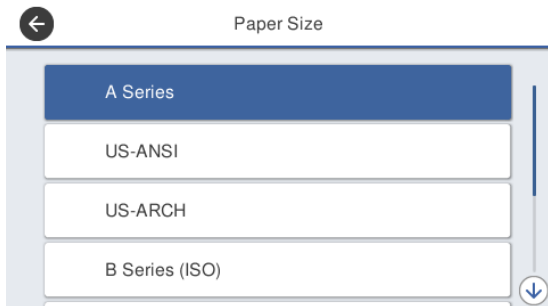 Paper Size
A Series
US-ANSI
US-ARCH
B Series (ISO)